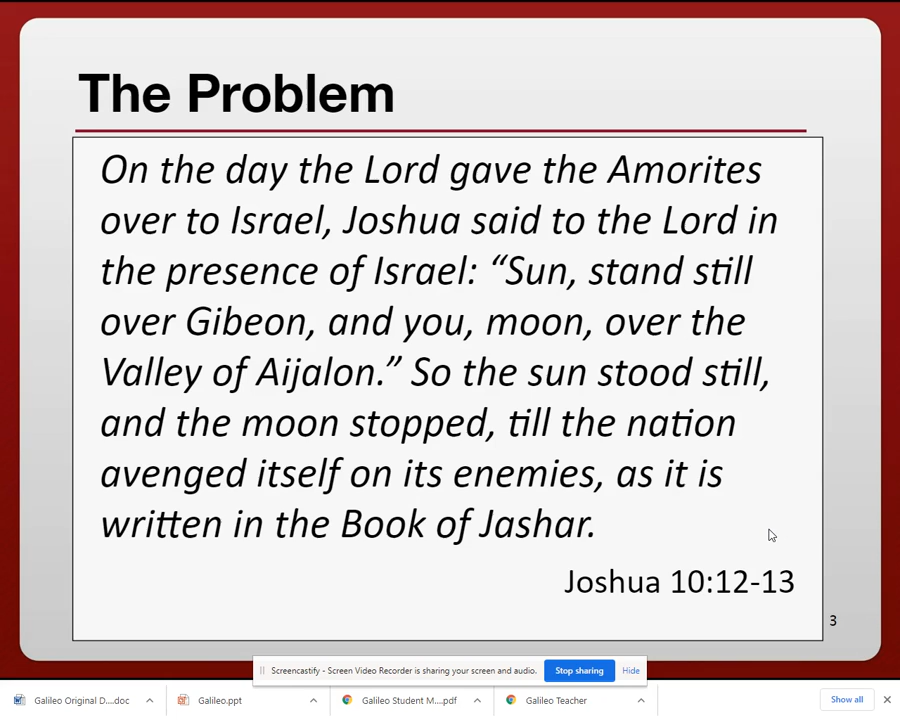 The Problem
On the day the Lord gave the Amorites
over to Israel, Joshua said to the Lord in
the presence of Israel: “Sun, stand still
over Gibeon, and you, moon, over the
Valley of Aijalon.” So the sun stood still,
and the moon stopped, till the nation
avenged itself on its enemies, as it is
written in the Book of Jashar.
Joshua 10:12-13
3
Screencastify - Screen Video Recorder is sharing your screen and audio. Stop sharing Hide
Galileo Original D....doc Galileo.ppt Galileo Student M....pdf Galileo Teacher Show all